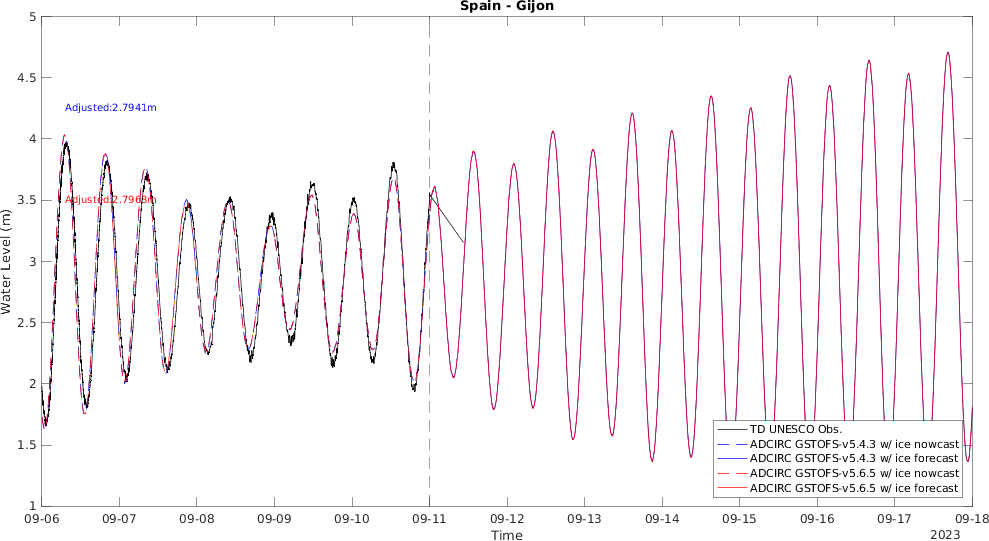 Spain - Gijon
5
4.5
4
3.5
3
2.5
2
1.5
1
Water Level (m)
Adjusted:2.7941m
Adjusted:2.7968m
TD UNESCO Obs.
ADCIRC GSTOFS-v5.4.3 w/ ice nowcast
ADCIRC GSTOFS-v5.4.3 w/ ice forecast
ADCIRC GSTOFS-v5.6.5 w/ ice nowcast
ADCIRC GSTOFS-v5.6.5 w/ ice forecast
09-06 09-07 09-08 09-09 09-10 09-11 09-12 09-13 09-14 09-15 09-16 09-17 09-18
Time
2023